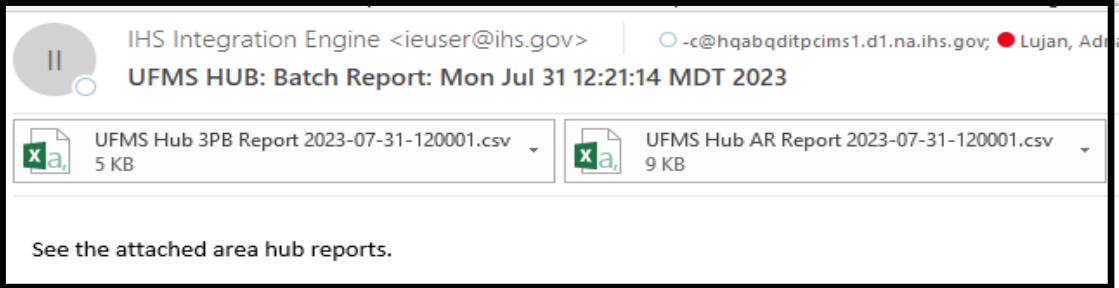 II
IHS Integration Engine <ieuser@ihs.gov>
-c@hqabqditpcims1.d1.na.ihs.gov; Lujan,
UFMS HUB: Batch Report: Mon Jul 31 12:21:14 MDT 2023
UFMS Hub 3PB Report 2023-07-31-120001.csv
5 KB
UFMS Hub AR Report 2023-07-31-120001.csv
9 KB
See the attached area hub reports.